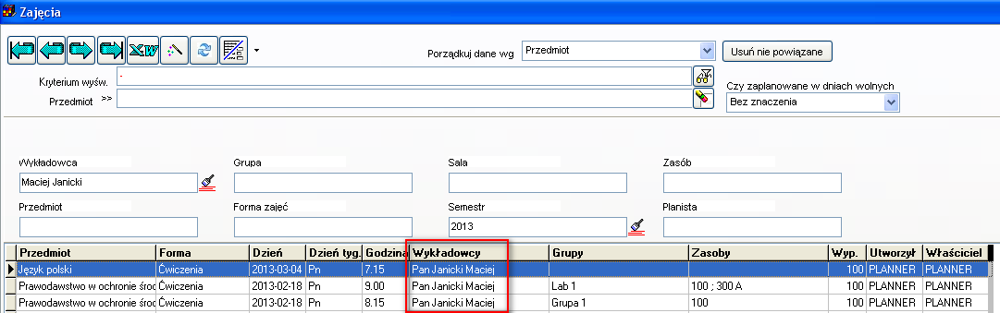 Zajęcia
XW
Porządkuj dane wg Przedmiot Usuń nie powiązane
Kryterium wyśw. -
Czy zaplanowane w dniach wolnych
Przedmiot >>
Bez znaczenia
Wykładowca Grupa Sala Zasób
Maciej Janicki
Przedmiot Forma zajęć Semestr Planista
2013
Przedmiot Forma Dzień Dzień tyg. Godzina Wykładowcy Grupy Zasoby Wyp. Utworzył Właściciel
Język polski Ćwiczenia 2013-03-04 Pn 7.15 Pan Janicki Maciej 100 PLANNER PLANNER
Prawodawstwo w ochronie środ Ćwiczenia 2013-02-18 Pn 9.00 Pan Janicki Maciej Lab 1 100 ; 300 A 100 PLANNER PLANNER
Prawodawstwo w ochronie środ Ćwiczenia 2013-02-18 Pn 8.15 Pan Janicki Maciej Grupa 1 100 100 PLANNER PLANNER